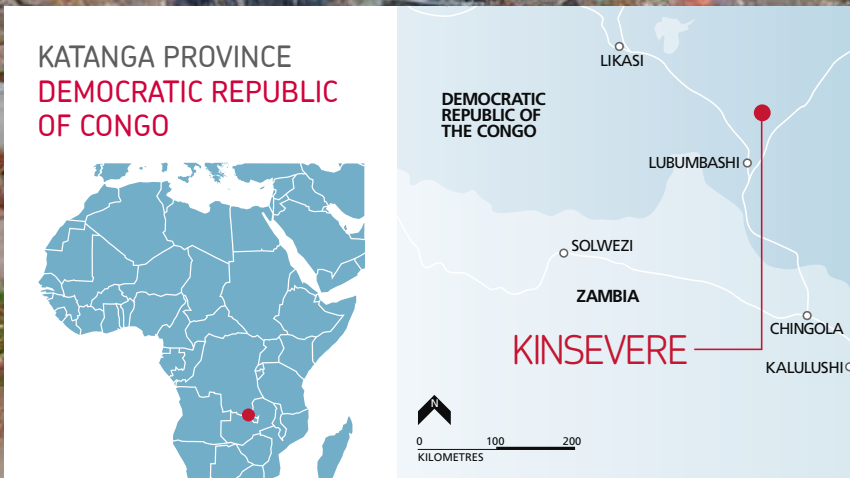 KATANGA PROVINCE
DEMOCRATIC REPUBLIC
OF CONGO
LIKASI
DEMOCRATIC
REPUBLIC OF
THE CONGO
LUBUMBASHI
SOLWEZI
ZAMBIA
CHINGOLA
KINSEVERE
KALULUSHI
N
0 100 200
KILOMETRES